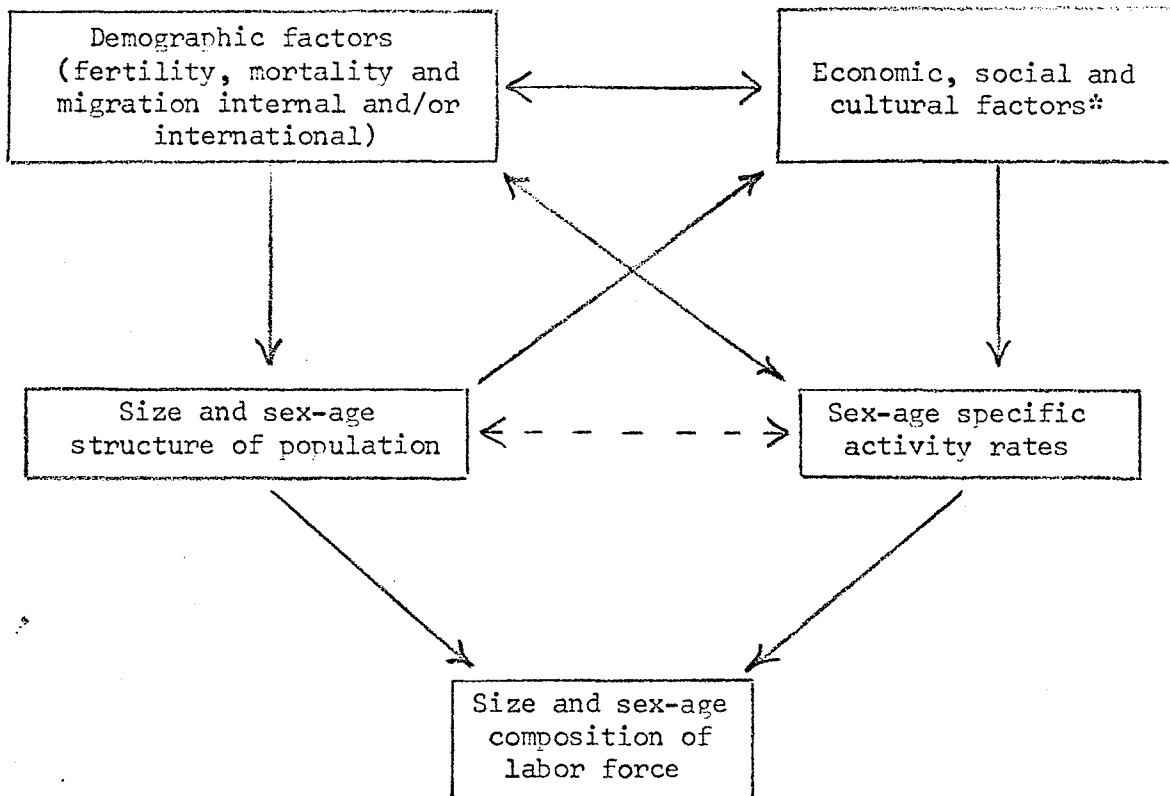 Demographic factors
(fertility, mortality and
migration internal and/or
international)
Economic, social and
cultural factors*
Size and sex-age
structure of population
Sex-age specific
activity rates
Size and sex-age
composition of
labor force